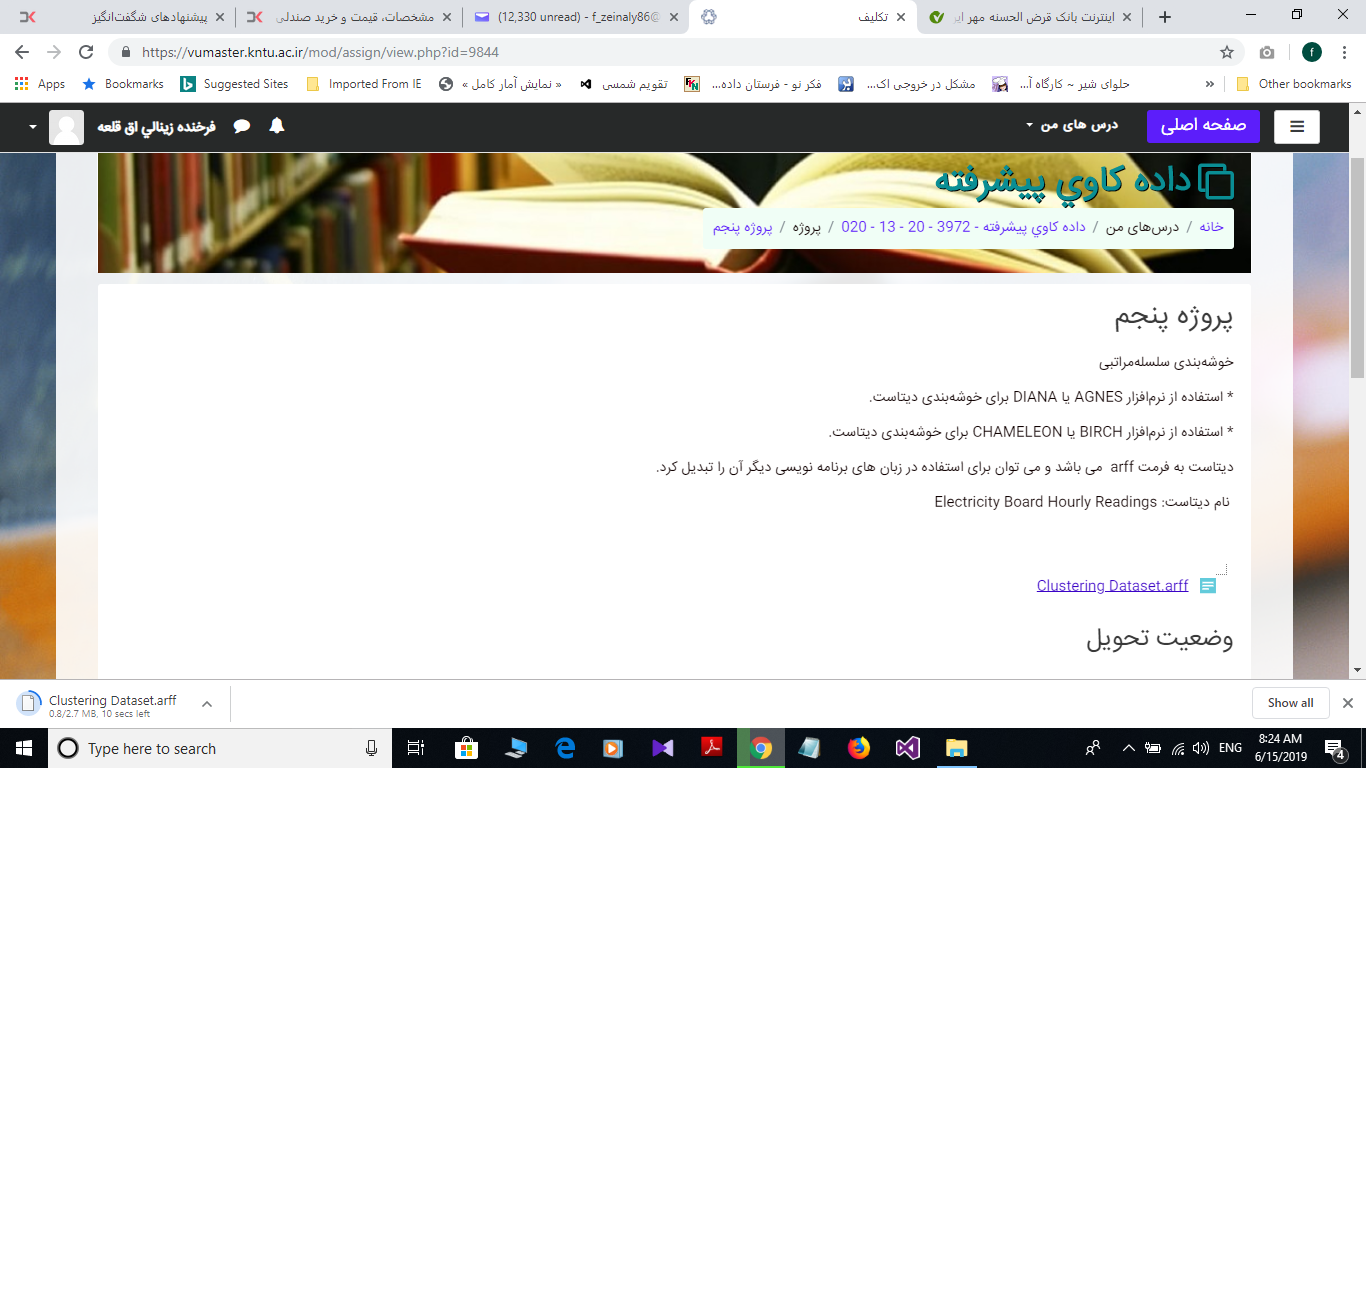 پیشنهادهای شگفت‌انگیز
مشخصات، قیمت و خرید صندلی
(12,330 unread) - f_zeinaly86@
تکلیف
اینترنت بانک قرض الحسنه مهر ایر
https://vumaster.kntu.ac.ir/mod/assign/view.php?id=9844
f
Apps
Bookmarks
Suggested Sites
Imported From IE
« نمایش آمار کامل »
تقویم شمسی
فکر نو - فرستان داده...
مشکل در خروجی اک...
حلوای شیر ~ کارگاه آ...
»
Other bookmarks
صفحه اصلی
درس های من
فرخنده زينالي اق قلعه
داده كاوي پيشرفته
خانه / درس‌های من / داده كاوي پيشرفته - 3972 - 20 - 13 - 020 / پروژه / پروژه پنجم
پروژه پنجم
خوشه‌بندی سلسله‌مراتبی
* استفاده از نرم‌افزار AGNES یا DIANA برای خوشه‌بندی دیتاست.
* استفاده از نرم‌افزار BIRCH یا CHAMELEON برای خوشه‌بندی دیتاست.
دیتاست به فرمت arff می باشد و می توان برای استفاده در زبان های برنامه نویسی دیگر آن را تبدیل کرد.
نام دیتاست: Electricity Board Hourly Readings
Clustering Dataset.arff
وضعیت تحویل
Clustering Dataset.arff
0.8/2.7 MB, 10 secs left
Show all
Type here to search
ENG
8:24 AM
6/15/2019
4